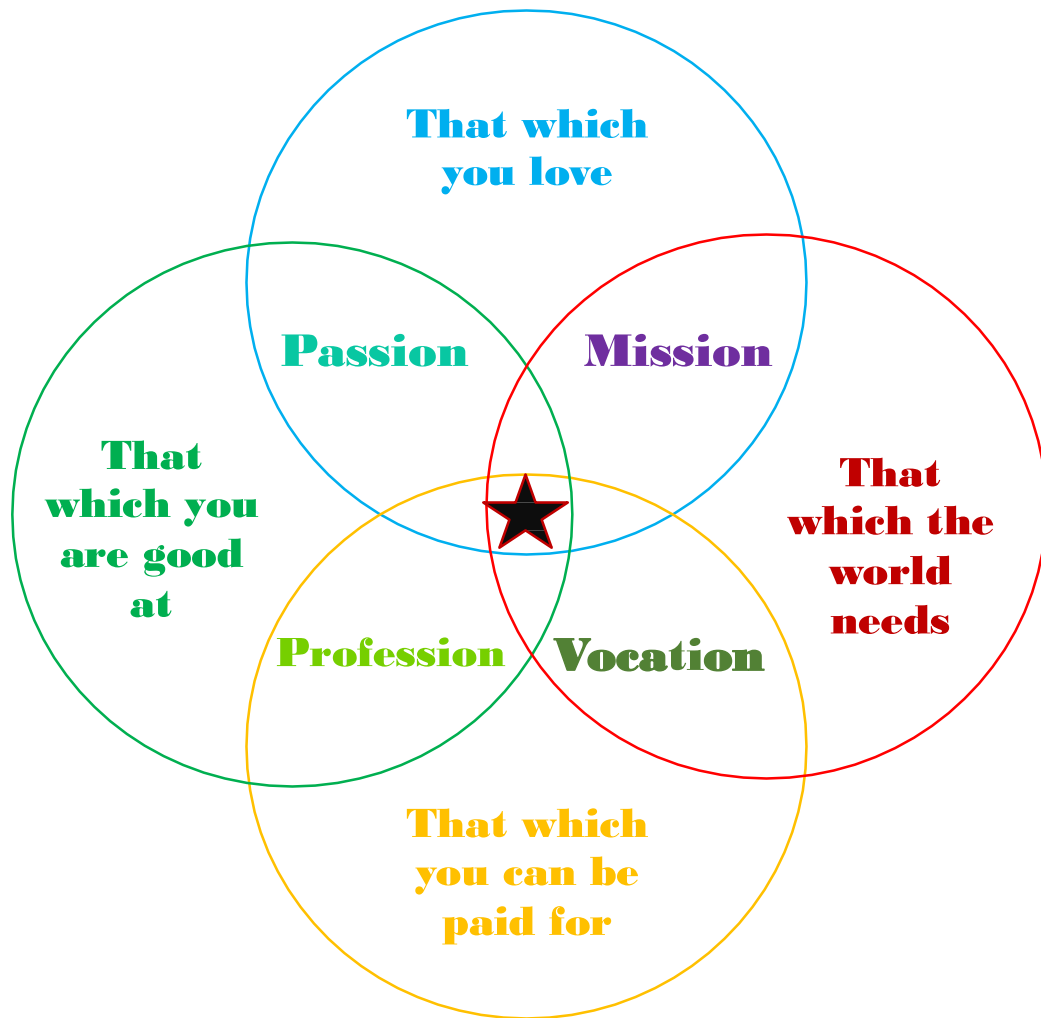 That which
you love
Passion
Mission
That
which you
are good
at
That
which the
world
needs
Profession
Vocation
That which
you can be
paid for